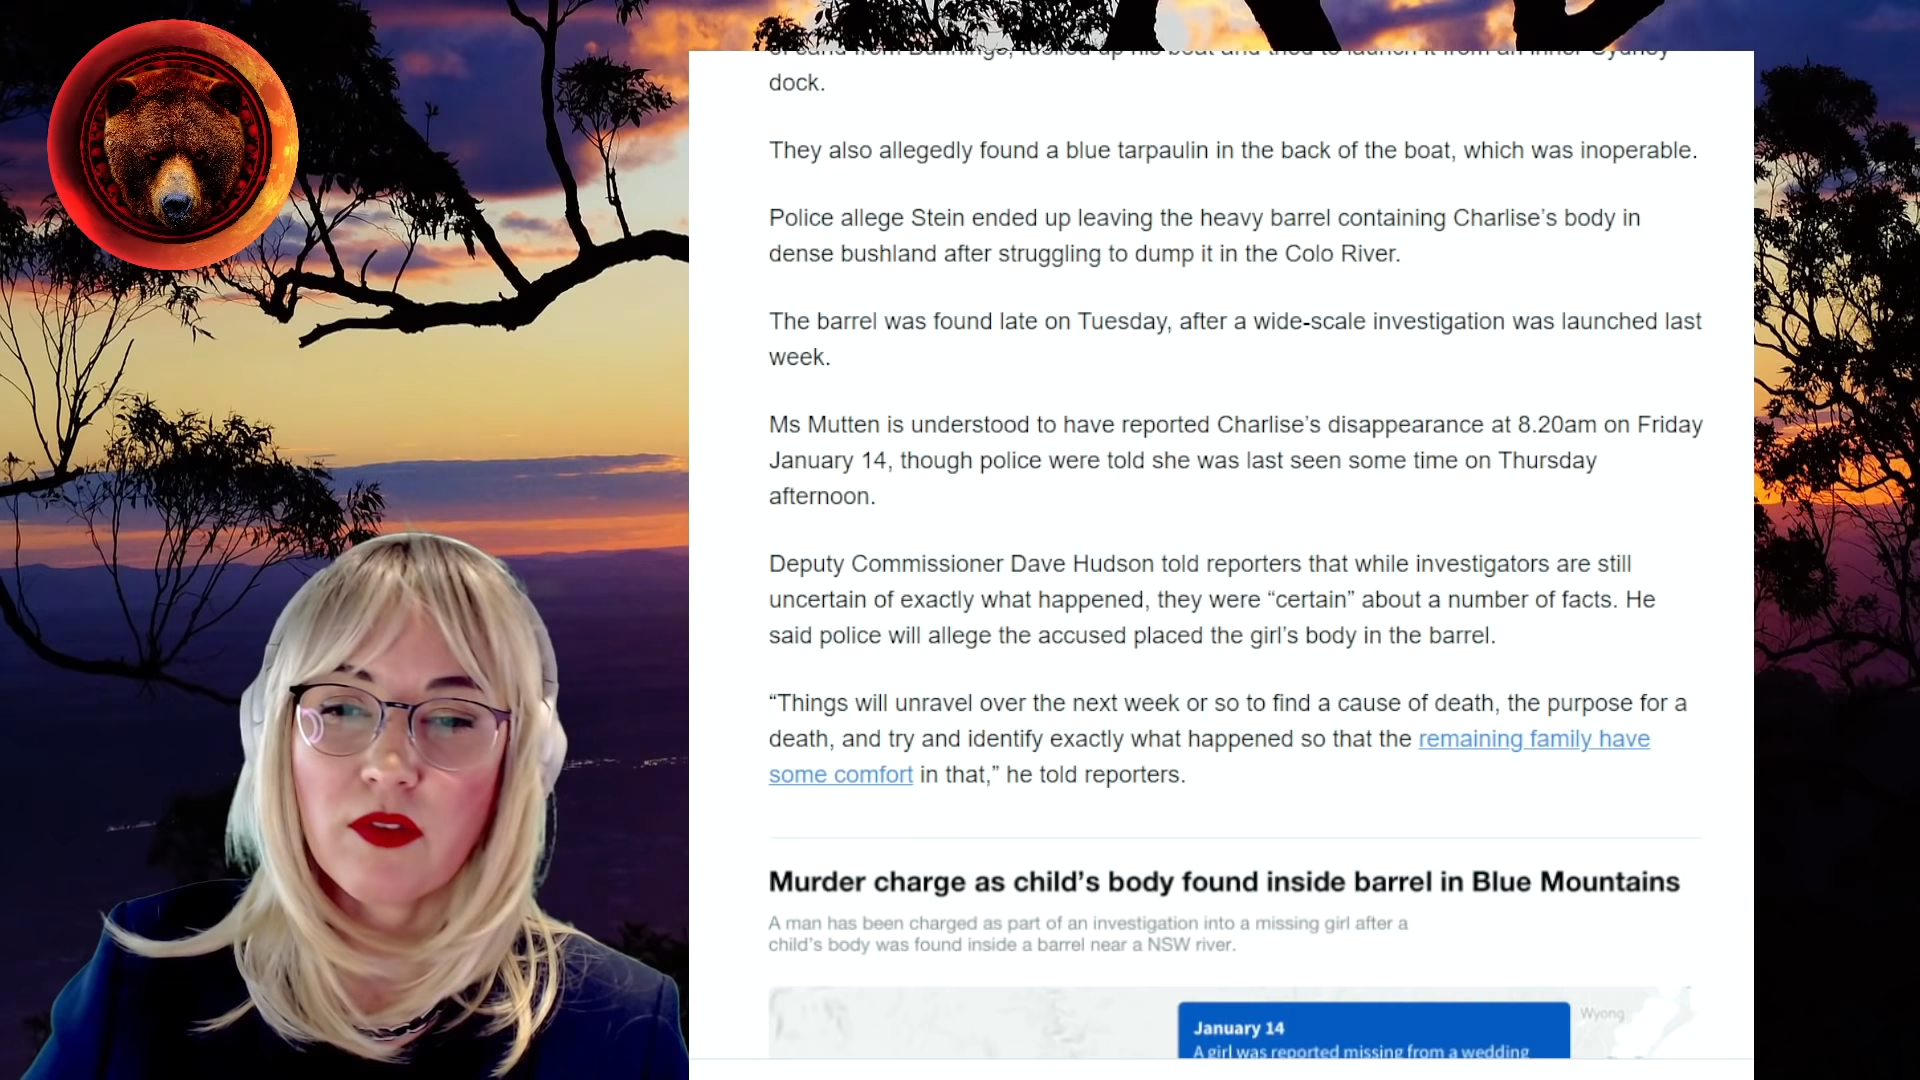 dock.
They also allegedly found a blue tarpaulin in the back of the boat, which was inoperable.
Police allege Stein ended up leaving the heavy barrel containing Charlise’s body in
dense bushland after struggling to dump it in the Colo River.
The barrel was found late on Tuesday, after a wide-scale investigation was launched last
week.
Ms Mutten is understood to have reported Charlise’s disappearance at 8.20am on Friday
January 14, though police were told she was last seen some time on Thursday
afternoon.
Deputy Commissioner Dave Hudson told reporters that while investigators are still
uncertain of exactly what happened, they were “certain” about a number of facts. He
said police will allege the accused placed the girl’s body in the barrel.
“Things will unravel over the next week or so to find a cause of death, the purpose for a
death, and try and identify exactly what happened so that the remaining family have
some comfort in that,” he told reporters.
Murder charge as child’s body found inside barrel in Blue Mountains
A man has been charged as part of an investigation into a missing girl after a
child’s body was found inside a barrel near a NSW river.
Wyong
January 14
A girl was reported missing from a wedding